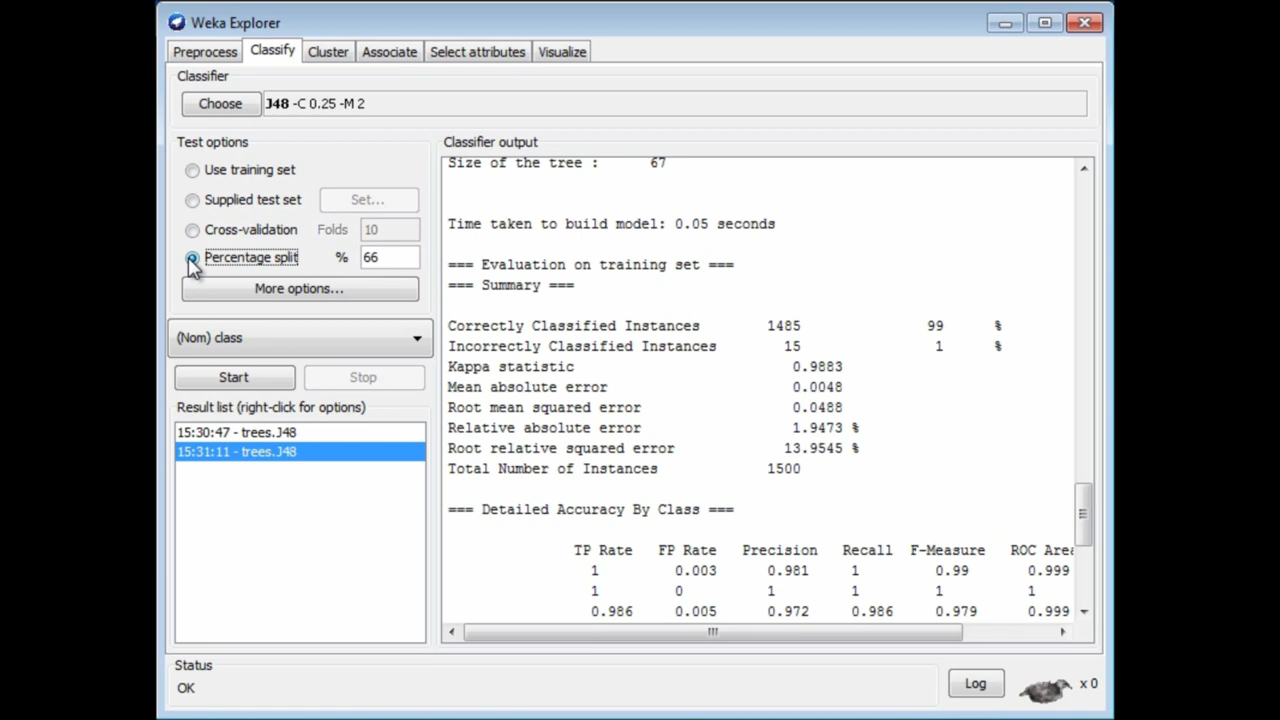 Weka Explorer
Preprocess Classify Cluster Associate Select attributes Visualize
Classifier
Choose J48 -C 0.25 -M 2
Test options
Use training set
Supplied test set Set...
Cross-validation Folds 10
Percentage split % 66
More options...
(Nom) class
Start Stop
Result list (right-click for options)
15:30:47 - trees.J48
15:31:11 - trees.J48
Classifier output
Size of the tree : 67
Time taken to build model: 0.05 seconds
=== Evaluation on training set ===
=== Summary ===
Correctly Classified Instances 1485 99 %
Incorrectly Classified Instances 15 1 %
Kappa statistic 0.9883
Mean absolute error 0.0048
Root mean squared error 0.0488
Relative absolute error 1.9473 %
Root relative squared error 13.9545 %
Total Number of Instances 1500
=== Detailed Accuracy By Class ===
TP Rate FP Rate Precision Recall F-Measure ROC Area
1 0.003 0.981 1 0.99 0.999
1 0 1 1 1 1
0.986 0.005 0.972 0.986 0.979 0.999
Status
OK
Log x 0